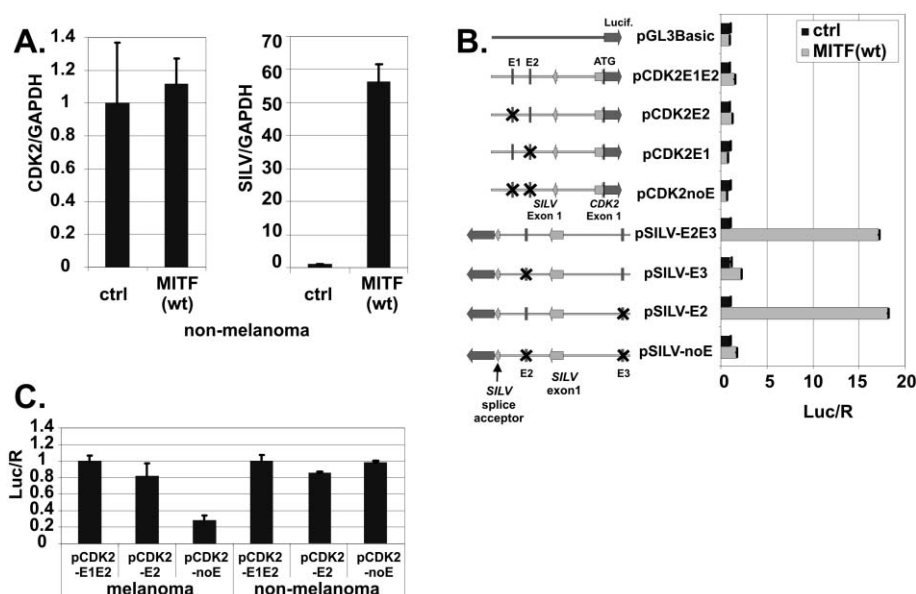 A.
CDK2/GAPDH
1.4
1.2
1
0.8
0.6
0.4
0.2
0
ctrl
MITF
(wt)
SILV/GAPDH
70
60
50
40
30
20
10
0
ctrl
MITF
(wt)
non-melanoma
B.
Lucif.
E1 E2
ATG
SILV
Exon 1
CDK2
Exon 1
E2
SILV
exon1
E3
SILV
splice
acceptor
pGL3Basic
pCDK2E1E2
pCDK2E2
pCDK2E1
pCDK2noE
pSILV-E2E3
pSILV-E3
pSILV-E2
pSILV-noE
ctrl
MITF(wt)
0 5 10 15 20
Luc/R
C.
Luc/R
1.4
1.2
1
0.8
0.6
0.4
0.2
0
pCDK2
-E1E2
pCDK2
-E2
pCDK2
-noE
pCDK2
-E1E2
pCDK2
-E2
pCDK2
-noE
melanoma
non-melanoma